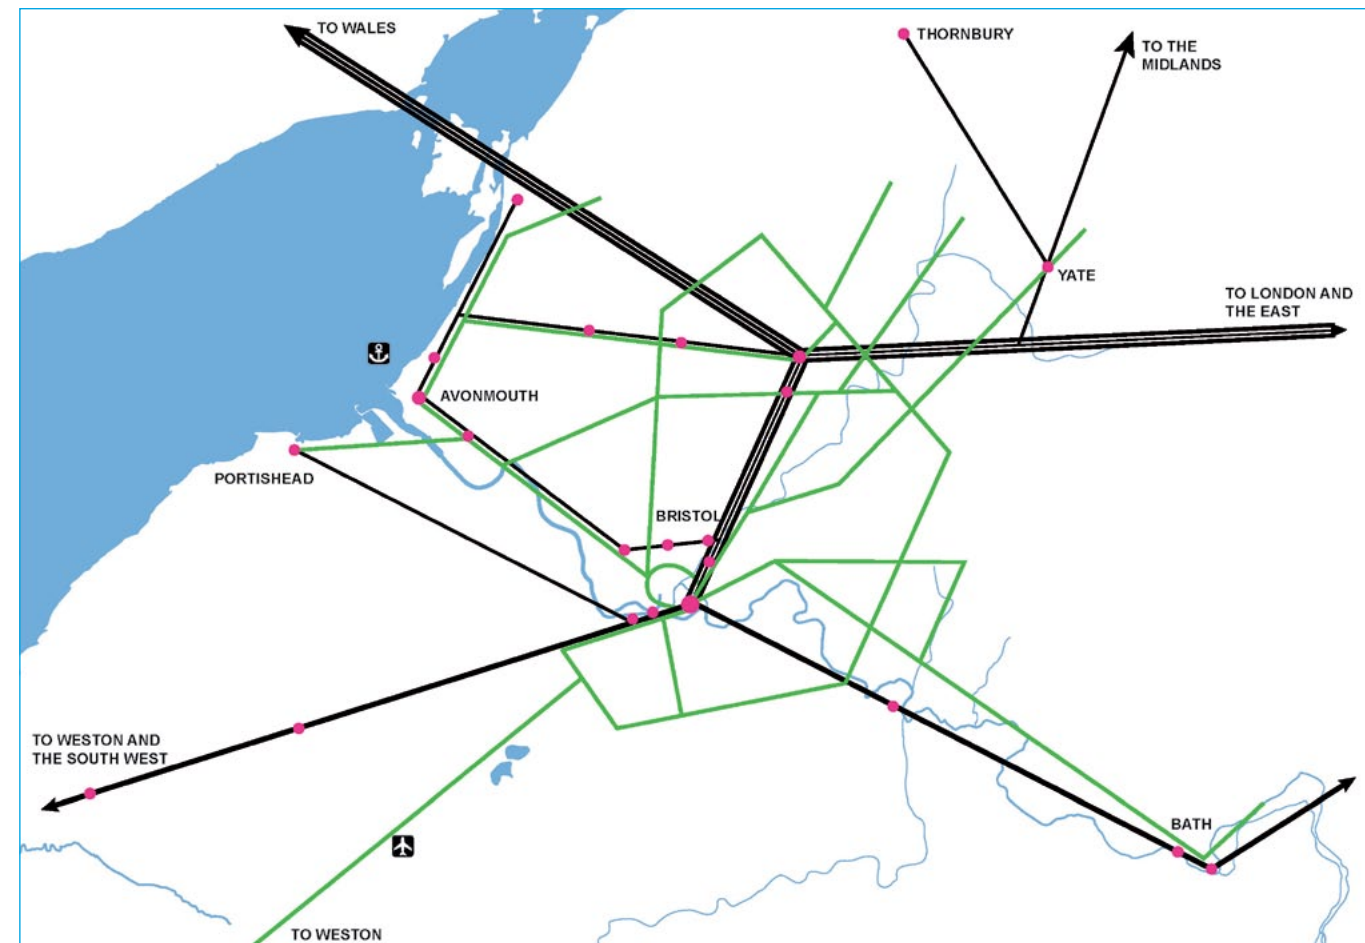 TO WALES
THORNBURY
TO THE
MIDLANDS
YATE
TO LONDON AND
THE EAST
AVONMOUTH
PORTISHEAD
BRISTOL
TO WESTON AND
THE SOUTH WEST
BATH
TO WESTON